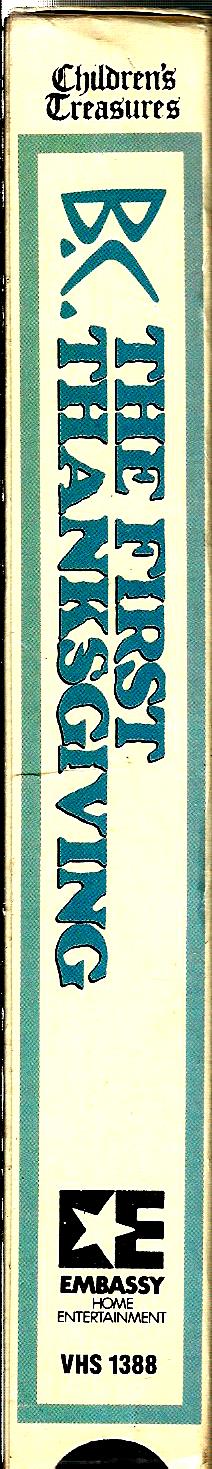 Children's
Treasures
B.C.
THE FIRST
THANKSGIVING
E
EMBASSY
HOME
ENTERTAINMENT
VHS 1388